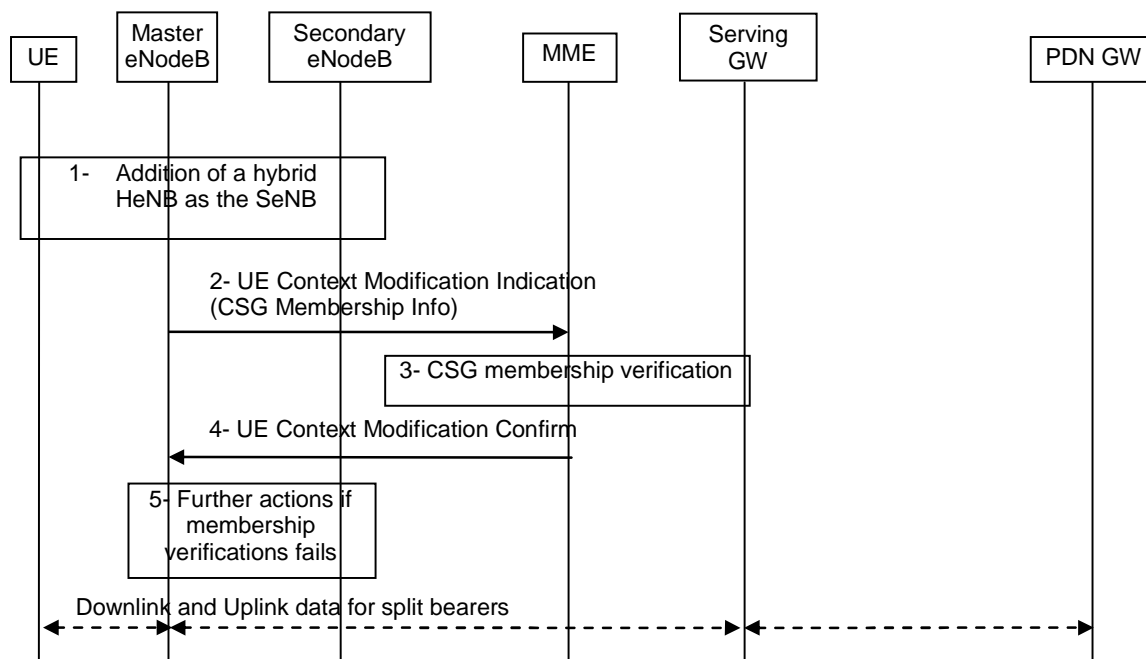 UE
Master
eNodeB
Secondary
eNodeB
MME
Serving
GW
PDN GW
1- Addition of a hybrid
HeNB as the SeNB
2- UE Context Modification Indication
(CSG Membership Info)
3- CSG membership verification
4- UE Context Modification Confirm
5- Further actions if
membership
verifications fails
Downlink and Uplink data for split bearers